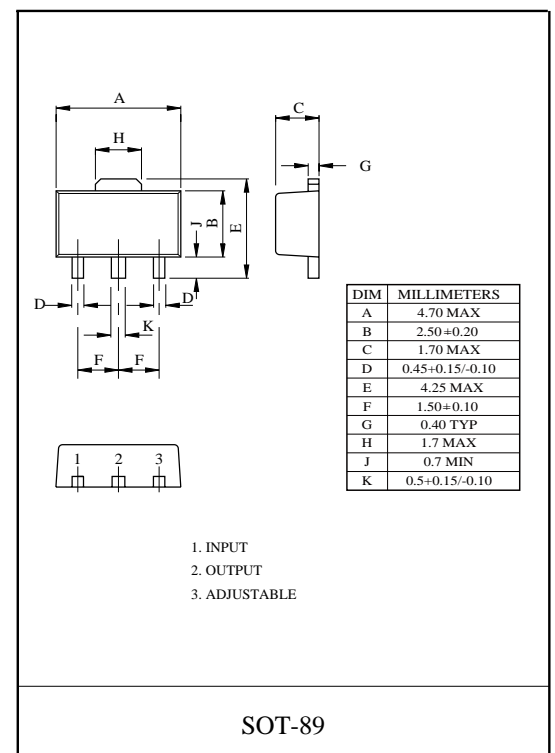 A
H
C
G
J
B
E
D
D
K
F
F
DIM MILLIMETERS
A 4.70 MAX
B 2.50±0.20
C 1.70 MAX
D 0.45+0.15/-0.10
E 4.25 MAX
F 1.50±0.10
G 0.40 TYP
H 1.7 MAX
J 0.7 MIN
K 0.5+0.15/-0.10
1 2 3
1. INPUT
2. OUTPUT
3. ADJUSTABLE
SOT-89